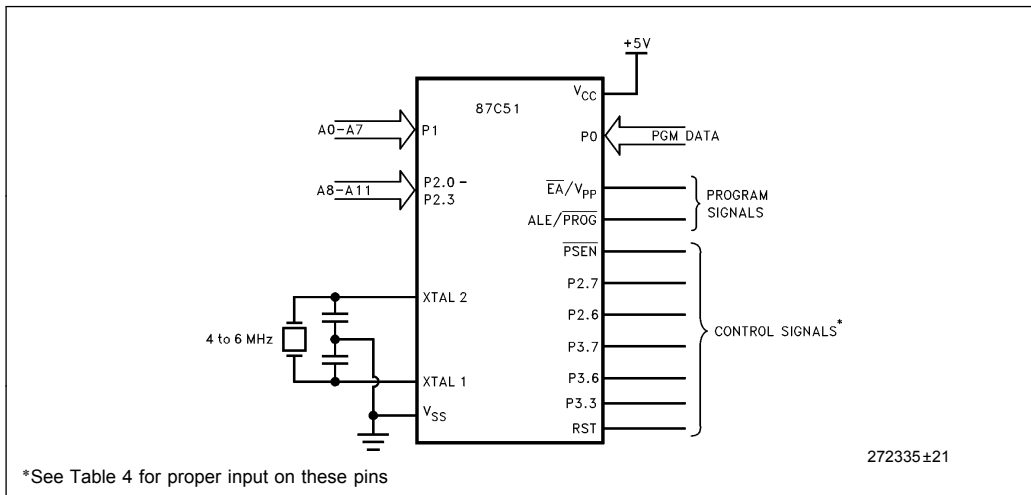 +5V
VCC
87C51
A0-A7
P1
P0
PGM DATA
A8-A11
P2.0 -
P2.3
EA/VPP
PROGRAM
SIGNALS
ALE/PROG
PSEN
P2.7
XTAL 2
P2.6
4 to 6 MHz
CONTROL SIGNALS*
P3.7
P3.6
XTAL 1
P3.3
VSS
RST
272335±21
*See Table 4 for proper input on these pins